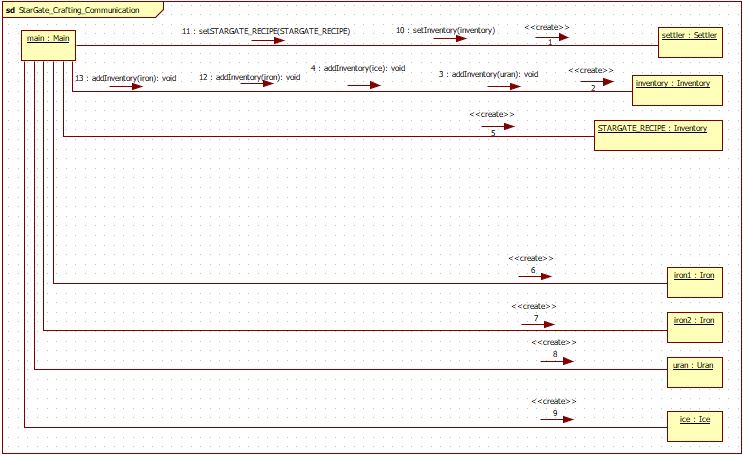 sd StarGate_Crafting_Communication
main : Main
11 : setSTARGATE_RECIPE(STARGATE_RECIPE)
10 : setInventory(inventory)
<<create>>
1
settler : Settler
13 : addInventory(iron): void
12 : addInventory(iron): void
4 : addInventory(ice): void
3 : addInventory(uran): void
<<create>>
2
inventory : Inventory
<<create>>
5
STARGATE_RECIPE : Inventory
<<create>>
6
iron1 : Iron
<<create>>
7
iron2 : Iron
<<create>>
8
uran : Uran
<<create>>
9
ice : Ice